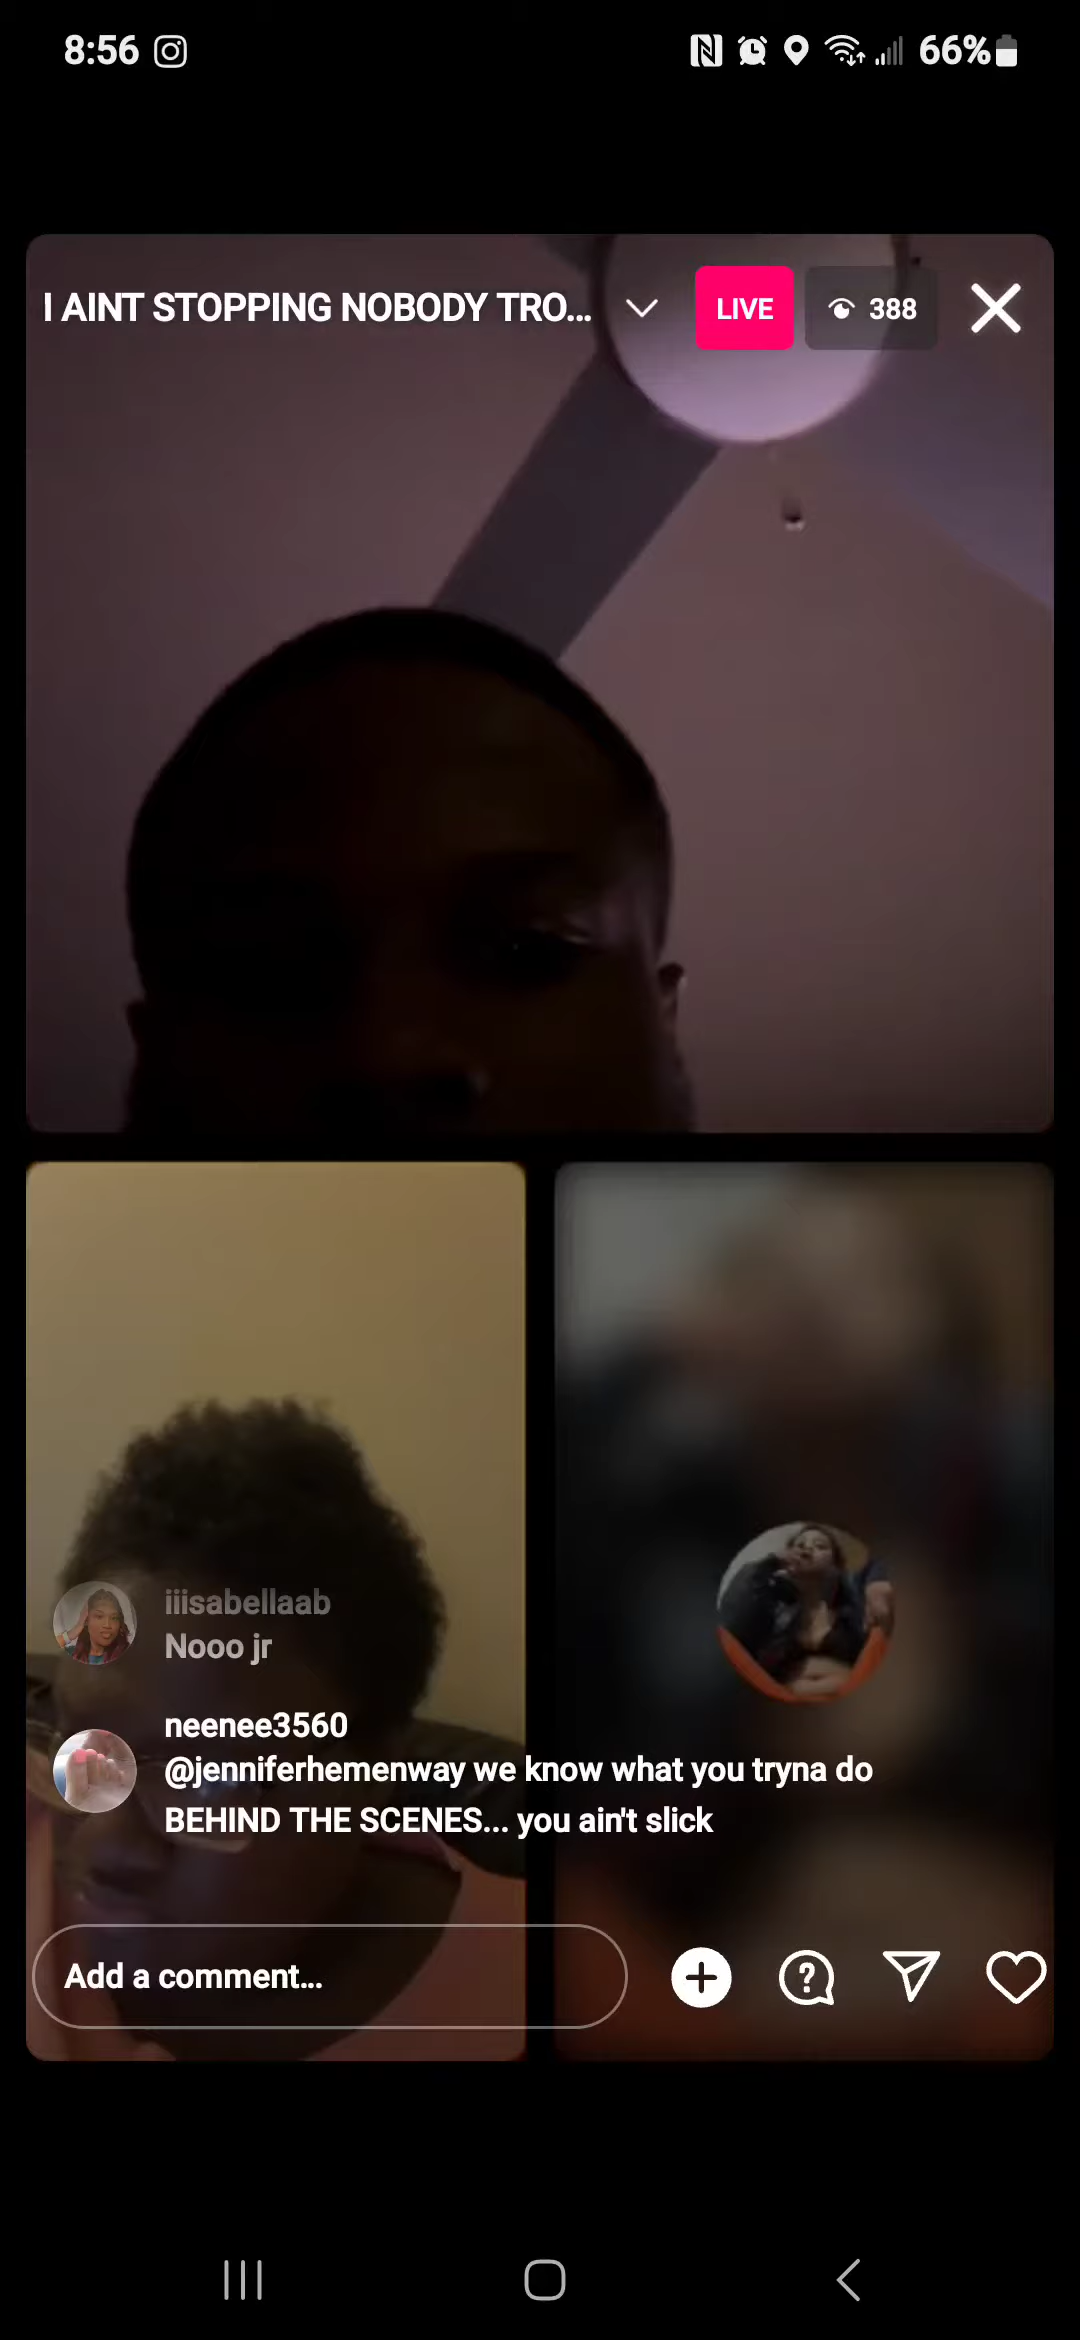 8:56 66%
I AINT STOPPING NOBODY TRO... LIVE 388
iiisabellaab
Nooo jr
neenee3560
@jenniferhemenway we know what you tryna do
BEHIND THE SCENES... you ain't slick
Add a comment...